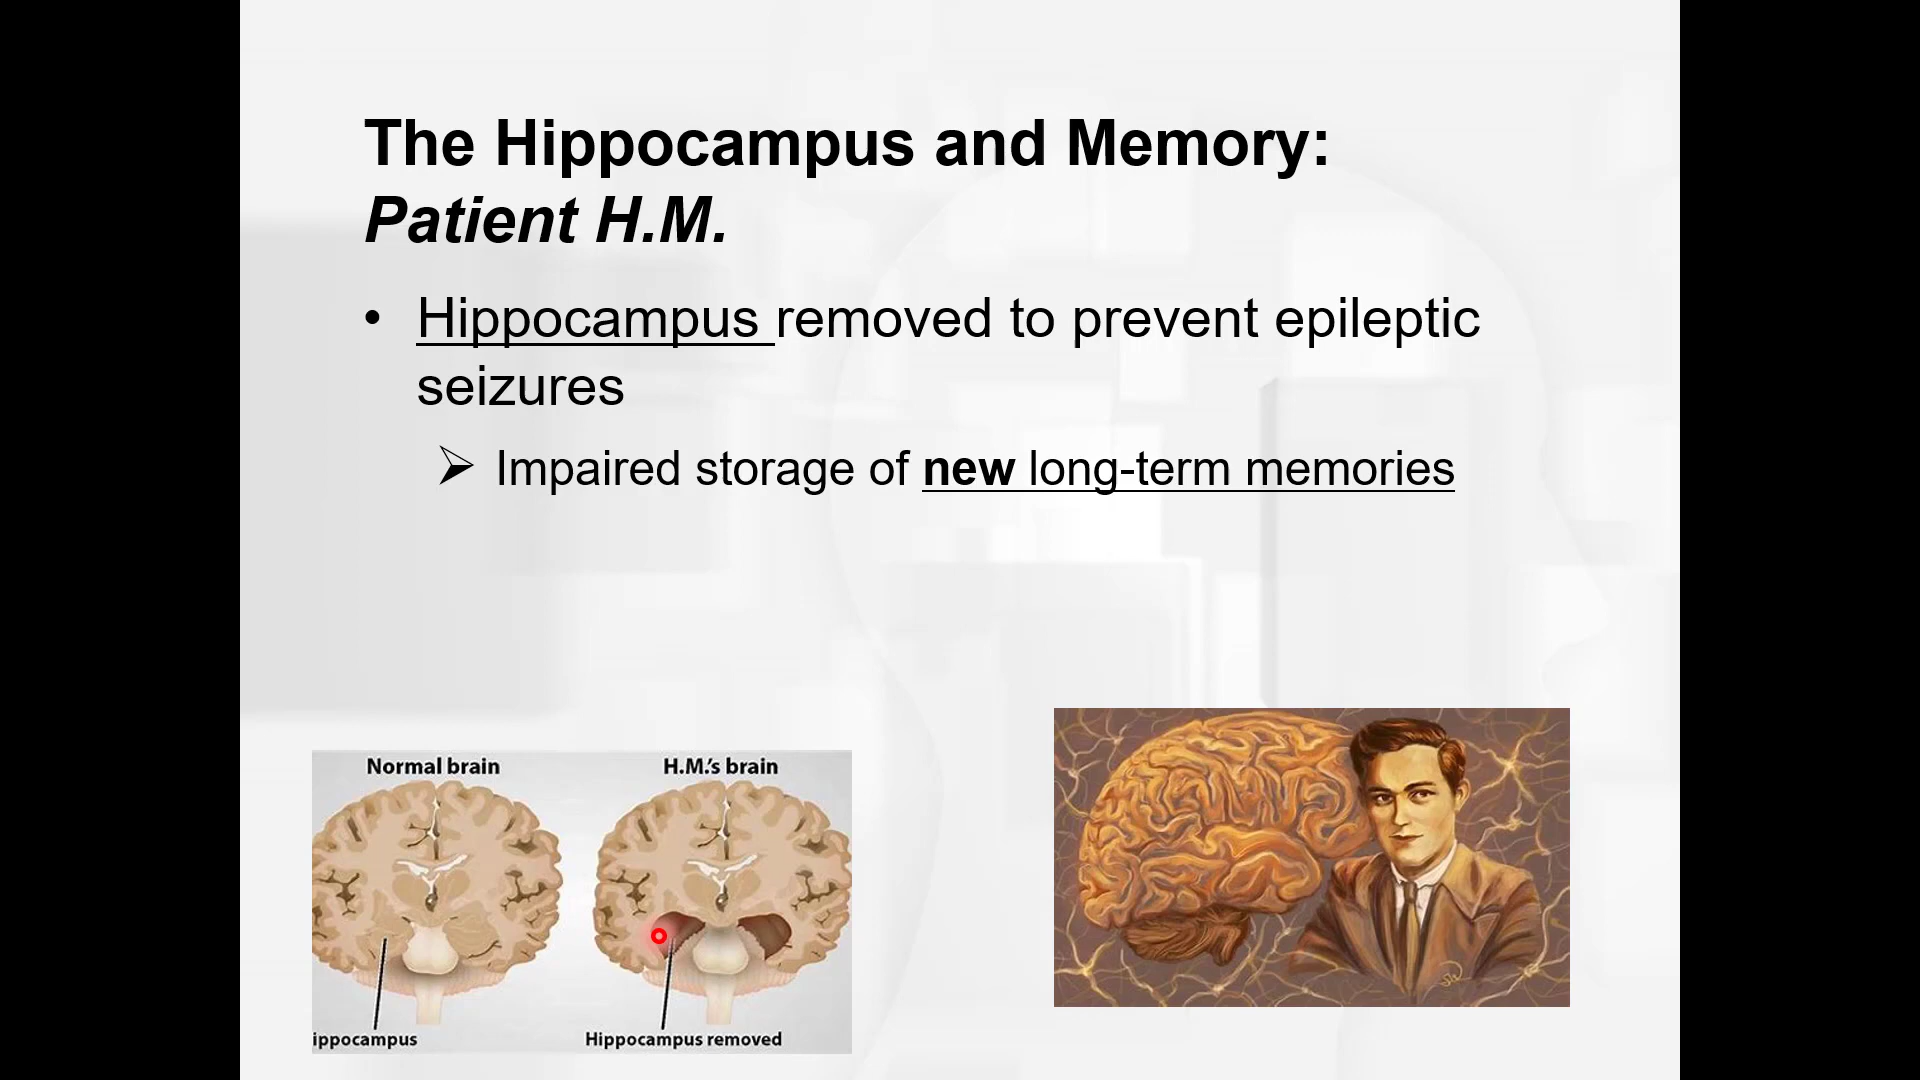 The Hippocampus and Memory:
Patient H.M.
• Hippocampus removed to prevent epileptic
seizures
➢ Impaired storage of new long-term memories
Normal brain
H.M.'s brain
ippocampus
Hippocampus removed